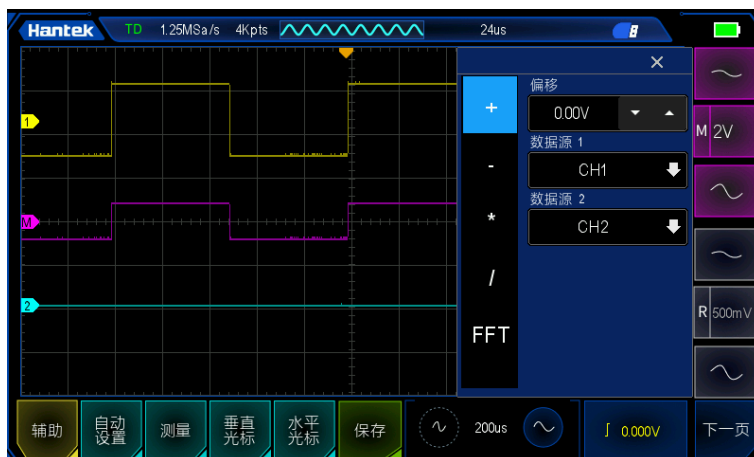 Hantek TD 1.25MSa/s 4Kpts 24us
偏移
+ 0.00V
M 2V
数据源 1
1
- CH1
数据源 2
* CH2
M
/
2
R 500mV
FFT
辅助 自动设置 测量 垂直光标 水平光标 保存 200us 0.000V 下一页